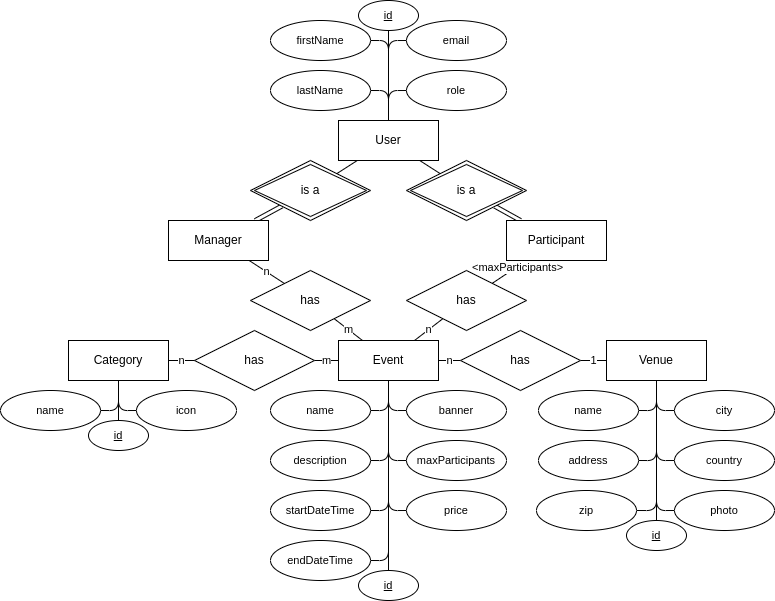 id
firstName
email
lastName
role
User
is a
is a
Manager
Participant
n
<maxParticipants>
has
has
m
n
Category
n
has
m
Event
n
has
1
Venue
name
icon
name
banner
name
city
id
description
maxParticipants
address
country
startDateTime
price
zip
photo
id
endDateTime
id